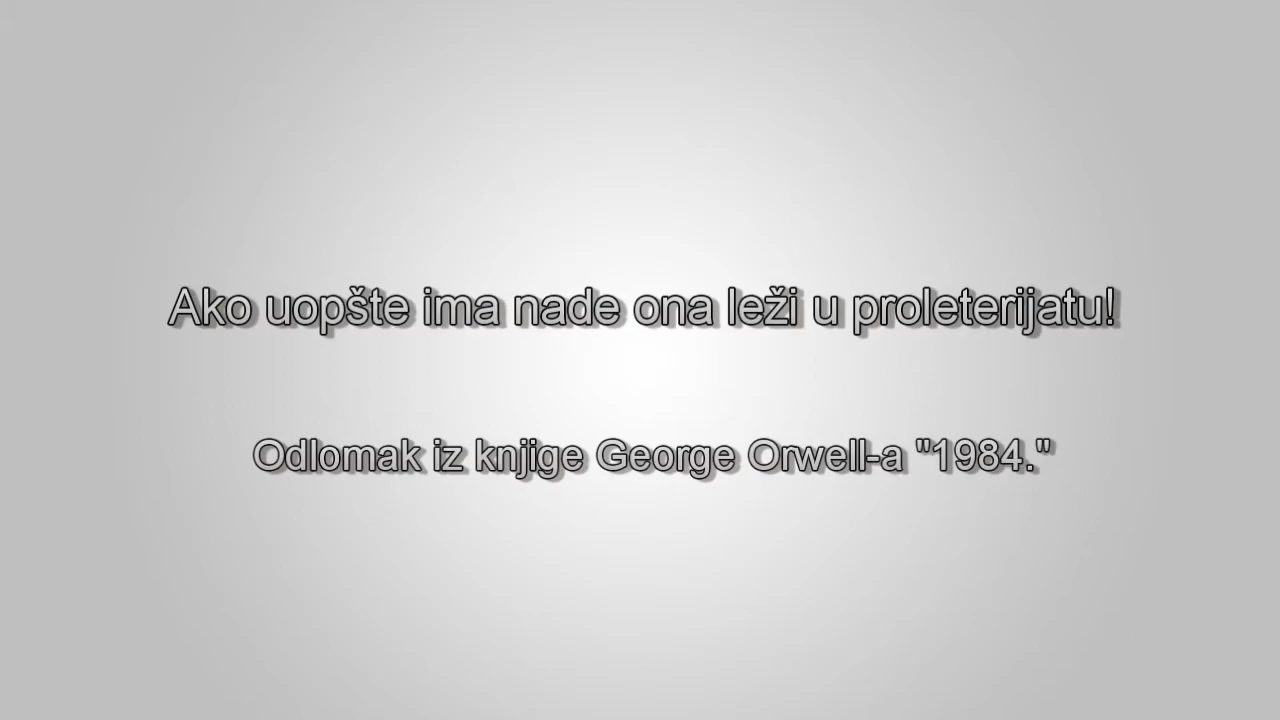 Ako uopšte ima nade ona leži u proleterijatu!
Odlomak iz knjige George Orwell-a "1984."